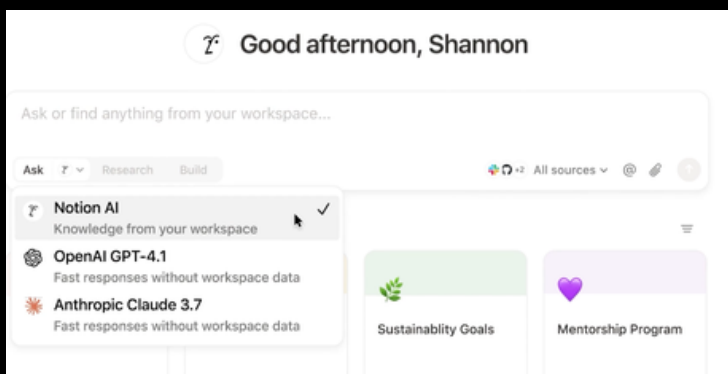 Good afternoon, Shannon
Ask or find anything from your workspace...
Ask Research Build +2 All sources @
Notion AI
Knowledge from your workspace
OpenAI GPT-4.1
Fast responses without workspace data
Anthropic Claude 3.7
Fast responses without workspace data
Sustainablity Goals Mentorship Program